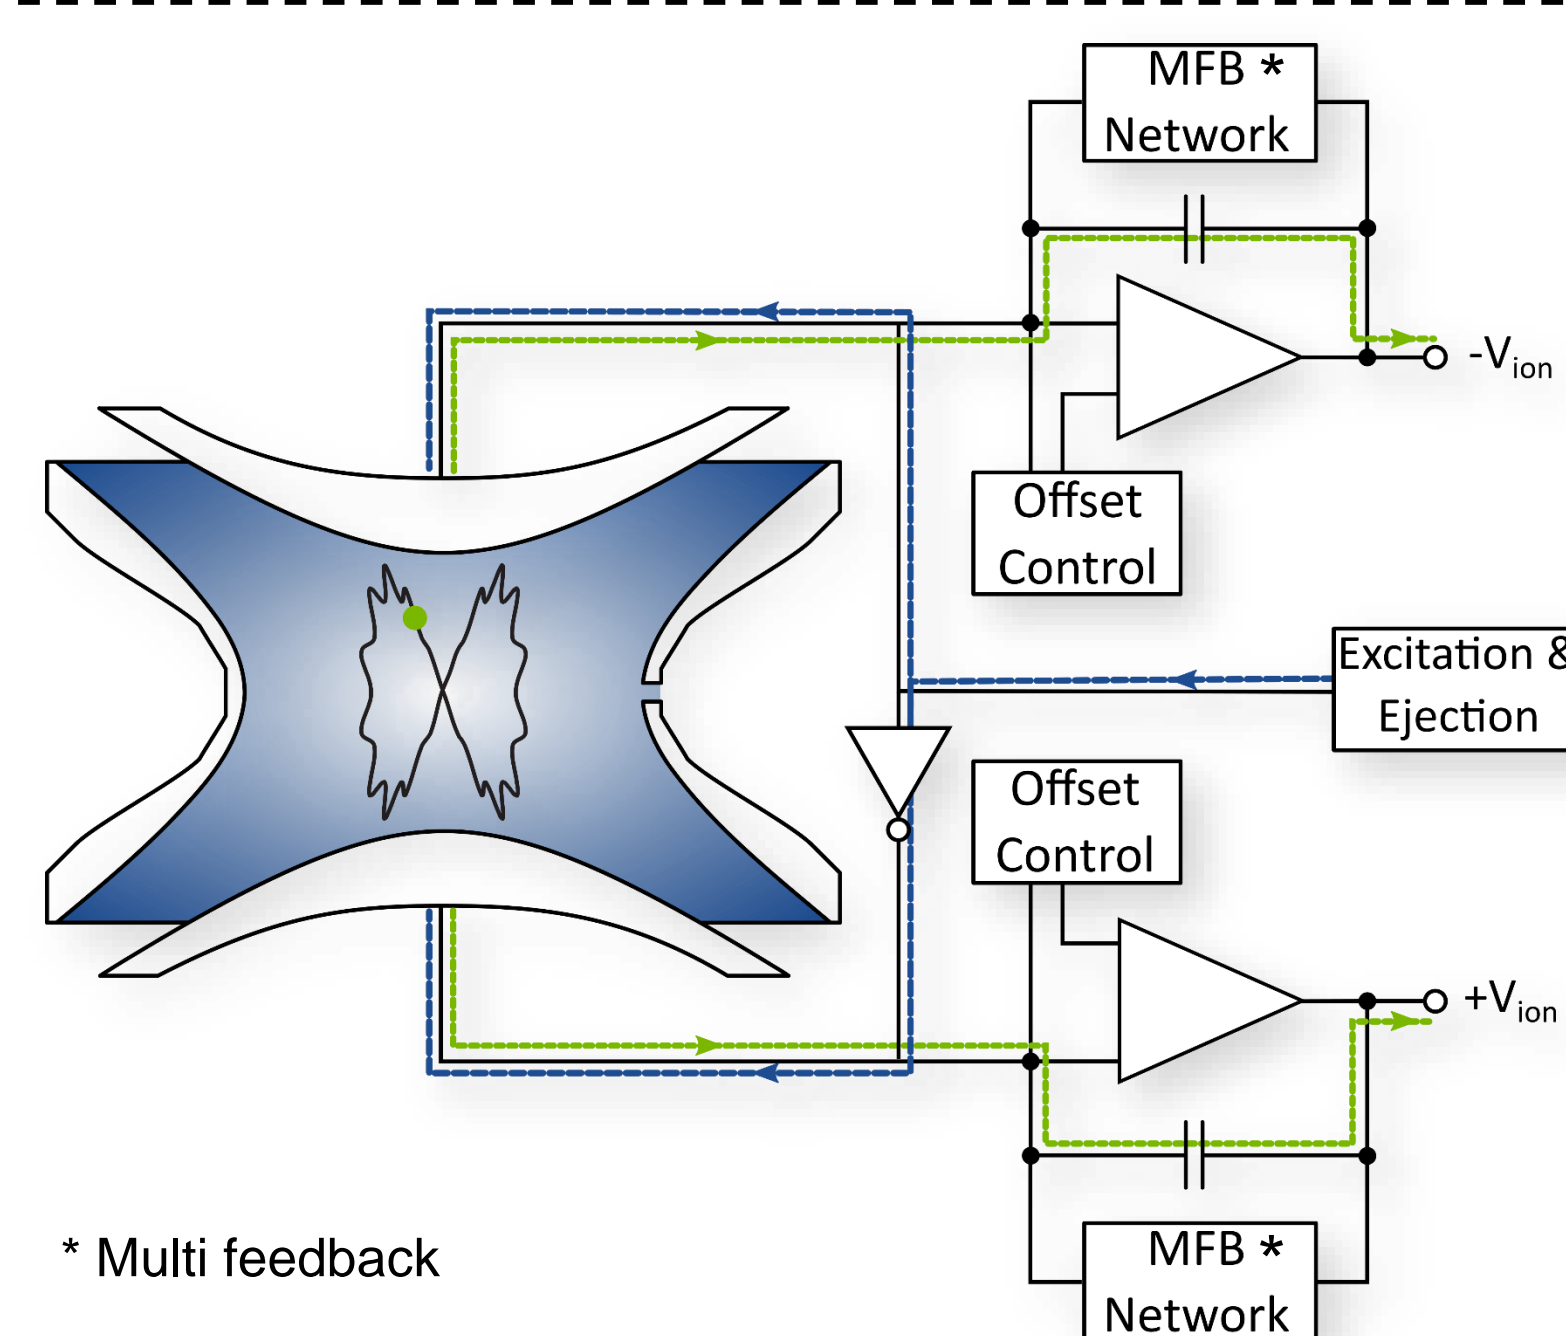 MFB *
Network
-Vion
Offset
Control
Excitation &
Ejection
Offset
Control
+Vion
MFB *
Network
* Multi feedback